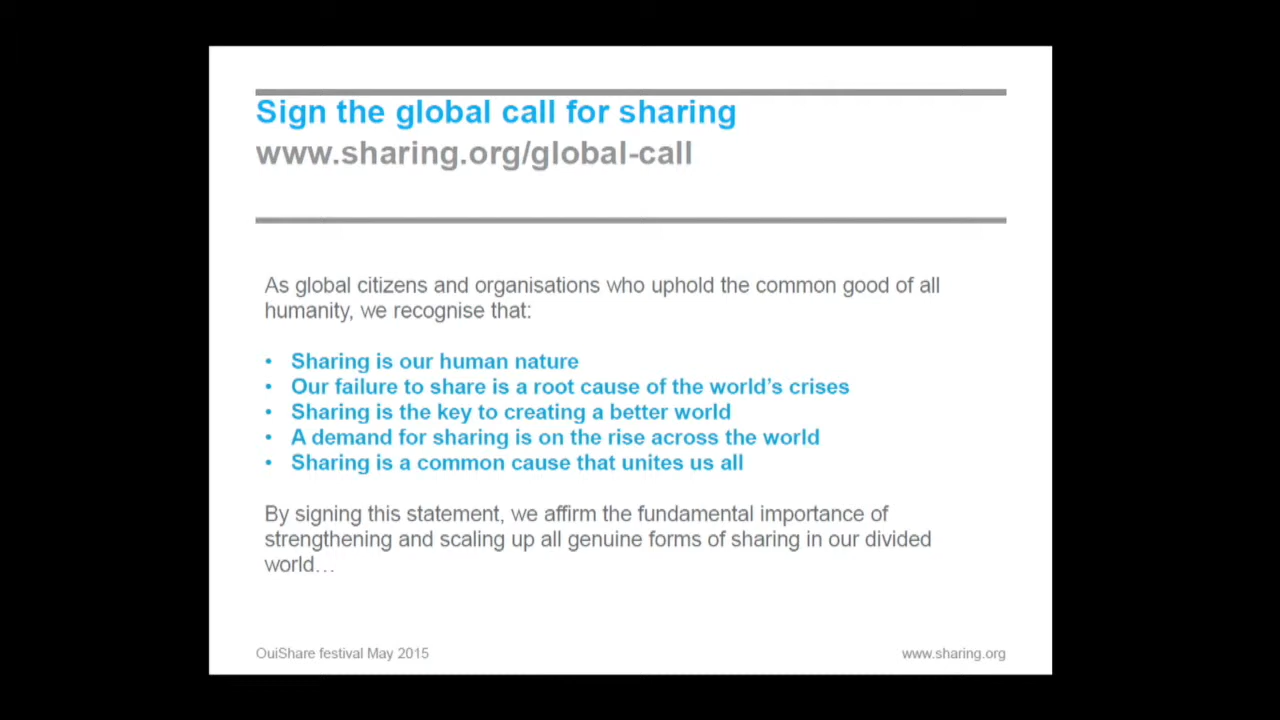 Sign the global call for sharing
www.sharing.org/global-call
As global citizens and organisations who uphold the common good of all
humanity, we recognise that:
• Sharing is our human nature
• Our failure to share is a root cause of the world's crises
• Sharing is the key to creating a better world
• A demand for sharing is on the rise across the world
• Sharing is a common cause that unites us all
By signing this statement, we affirm the fundamental importance of
strengthening and scaling up all genuine forms of sharing in our divided
world…
OuiShare festival May 2015
www.sharing.org